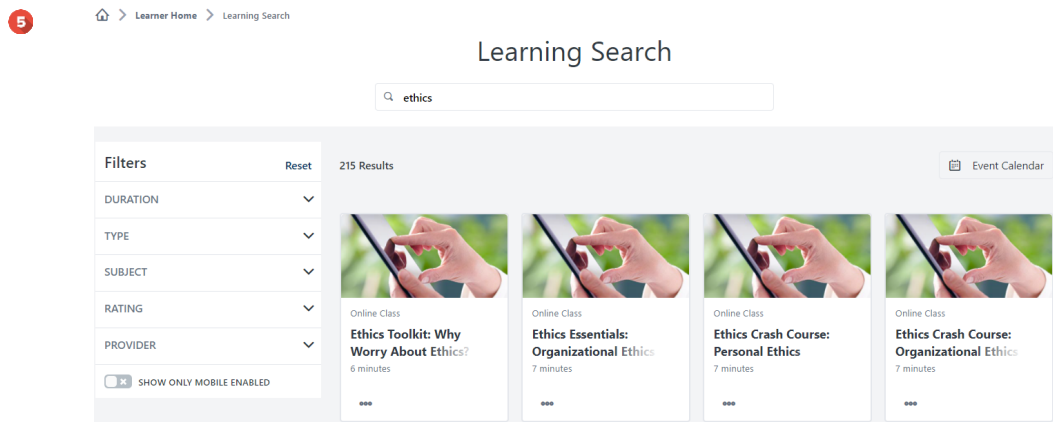 5
Learner Home Learning Search
Learning Search
ethics
Filters
Reset
215 Results
Event Calendar
DURATION
TYPE
SUBJECT
RATING
PROVIDER
SHOW ONLY MOBILE ENABLED
Online Class
Ethics Toolkit: Why
Worry About Ethics?
6 minutes
Online Class
Ethics Essentials:
Organizational Ethics
7 minutes
Online Class
Ethics Crash Course:
Personal Ethics
7 minutes
Online Class
Ethics Crash Course:
Organizational Ethics
7 minutes